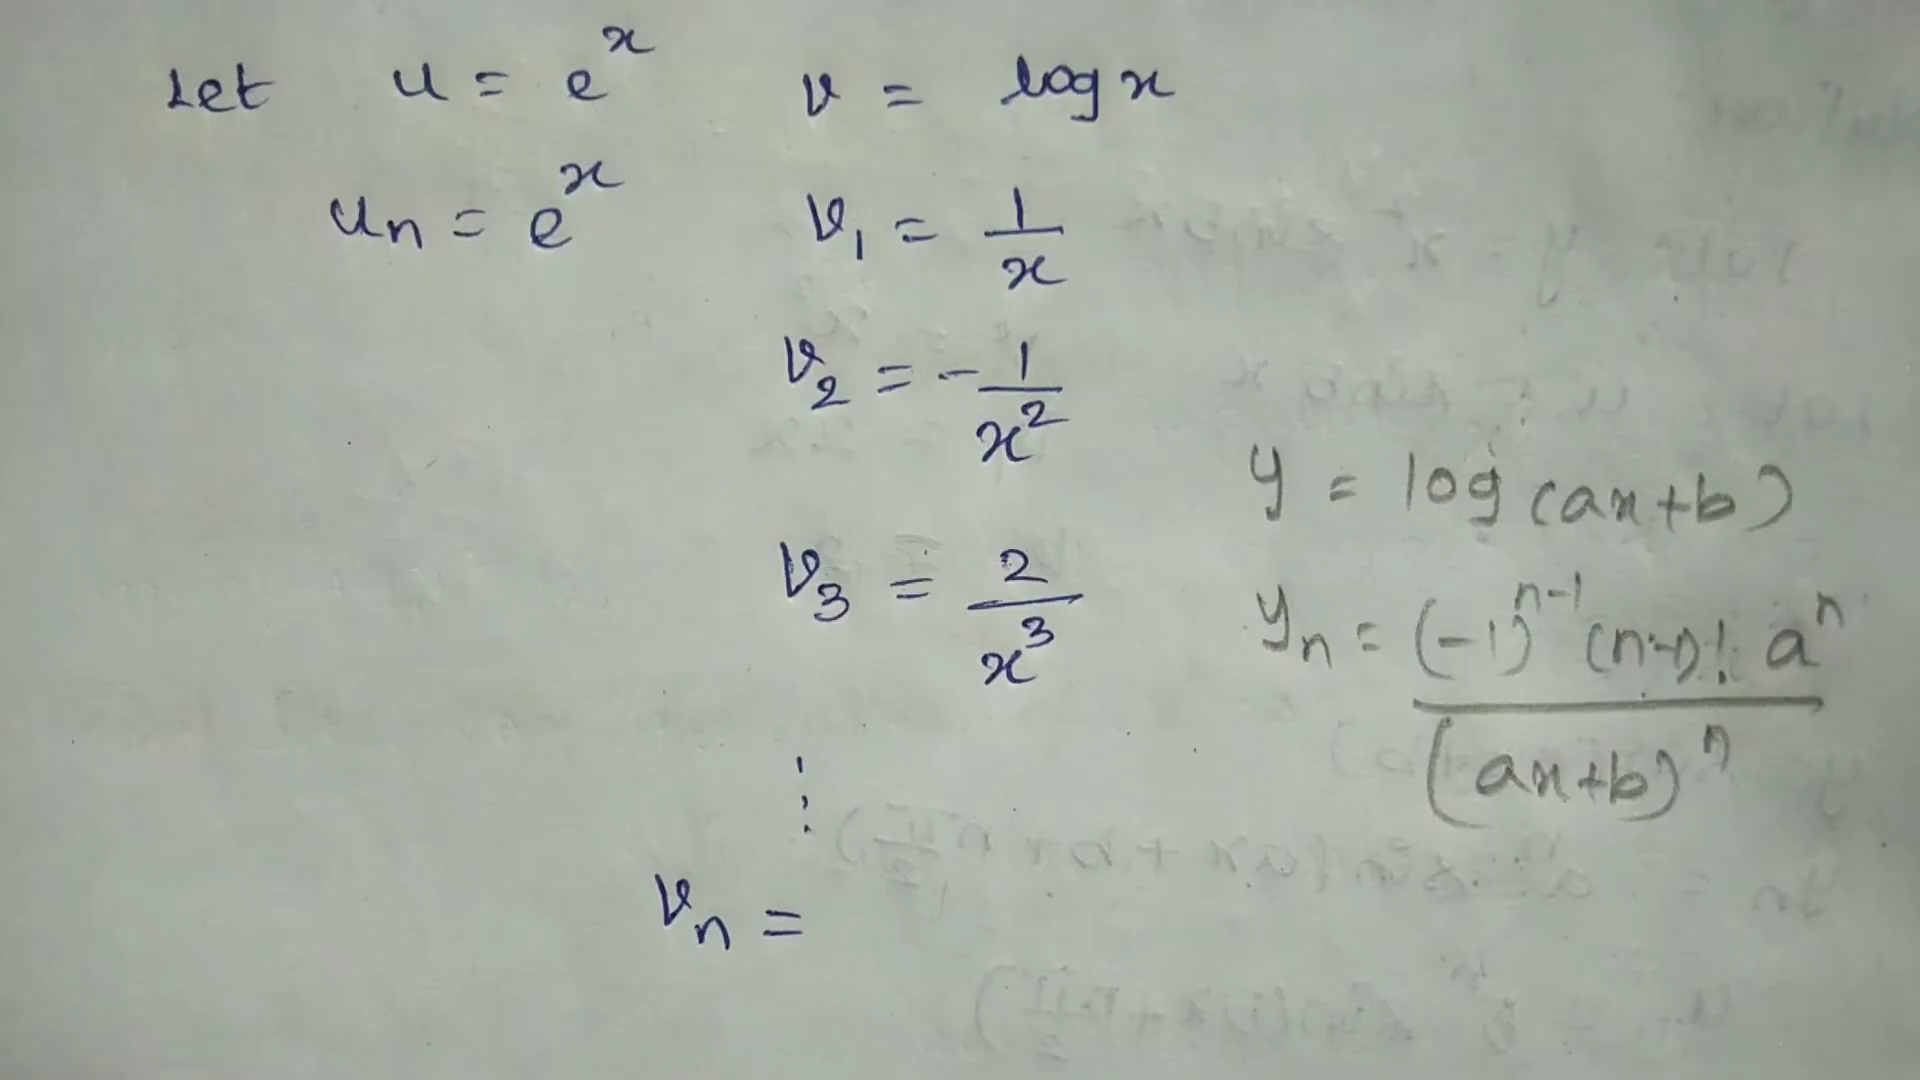 Let u = e^x v = log x
u_n = e^x v_1 = 1/x
v_2 = -1/x^2
y = log (ax+b)
v_3 = 2/x^3
y_n = (-1)^{n-1} (n-1)! a^n / (ax+b)^n
⋮
v_n =